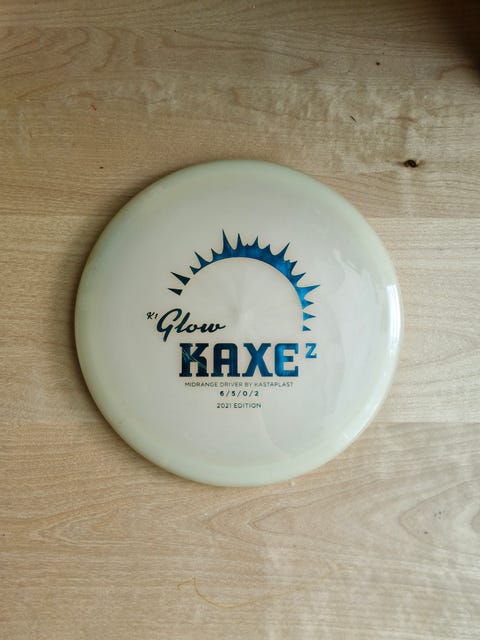 K1 Glow
KAXE Z
MIDRANGE DRIVER BY KASTAPLAST
6/5/0/2
2021 EDITION